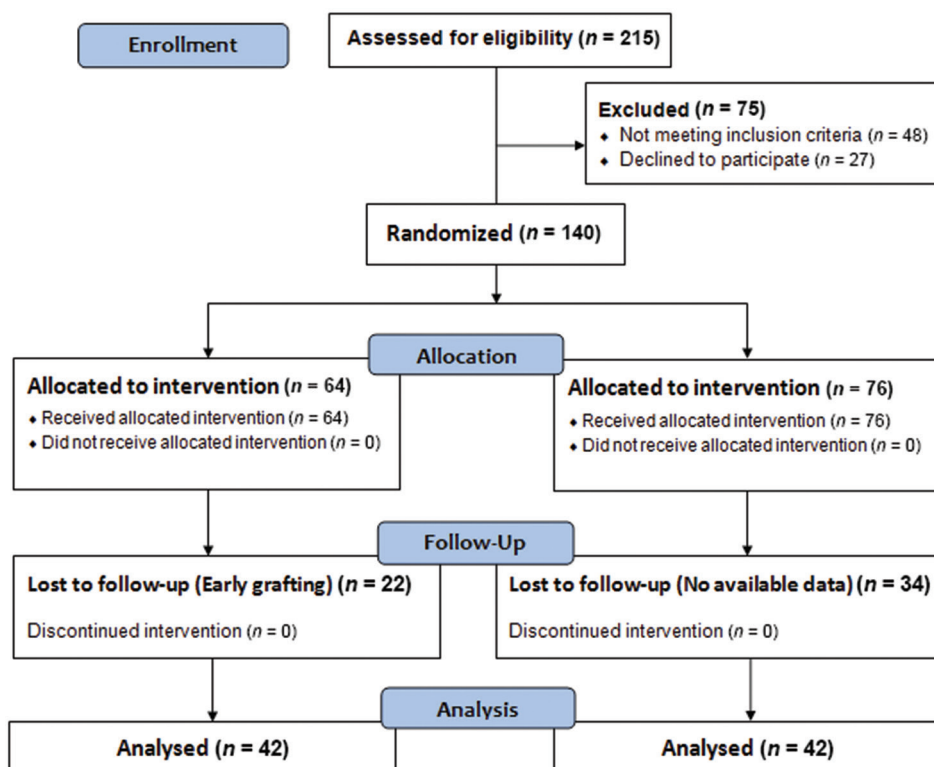 Enrollment
Assessed for eligibility (n = 215)
Excluded (n = 75)
♦ Not meeting inclusion criteria (n = 48)
♦ Declined to participate (n = 27)
Randomized (n = 140)
Allocation
Allocated to intervention (n = 64)
♦ Received allocated intervention (n = 64)
♦ Did not receive allocated intervention (n = 0)
Allocated to intervention (n = 76)
♦ Received allocated intervention (n = 76)
♦ Did not receive allocated intervention (n = 0)
Follow-Up
Lost to follow-up (Early grafting) (n = 22)
Discontinued intervention (n = 0)
Lost to follow-up (No available data) (n = 34)
Discontinued intervention (n = 0)
Analysis
Analysed (n = 42)
Analysed (n = 42)